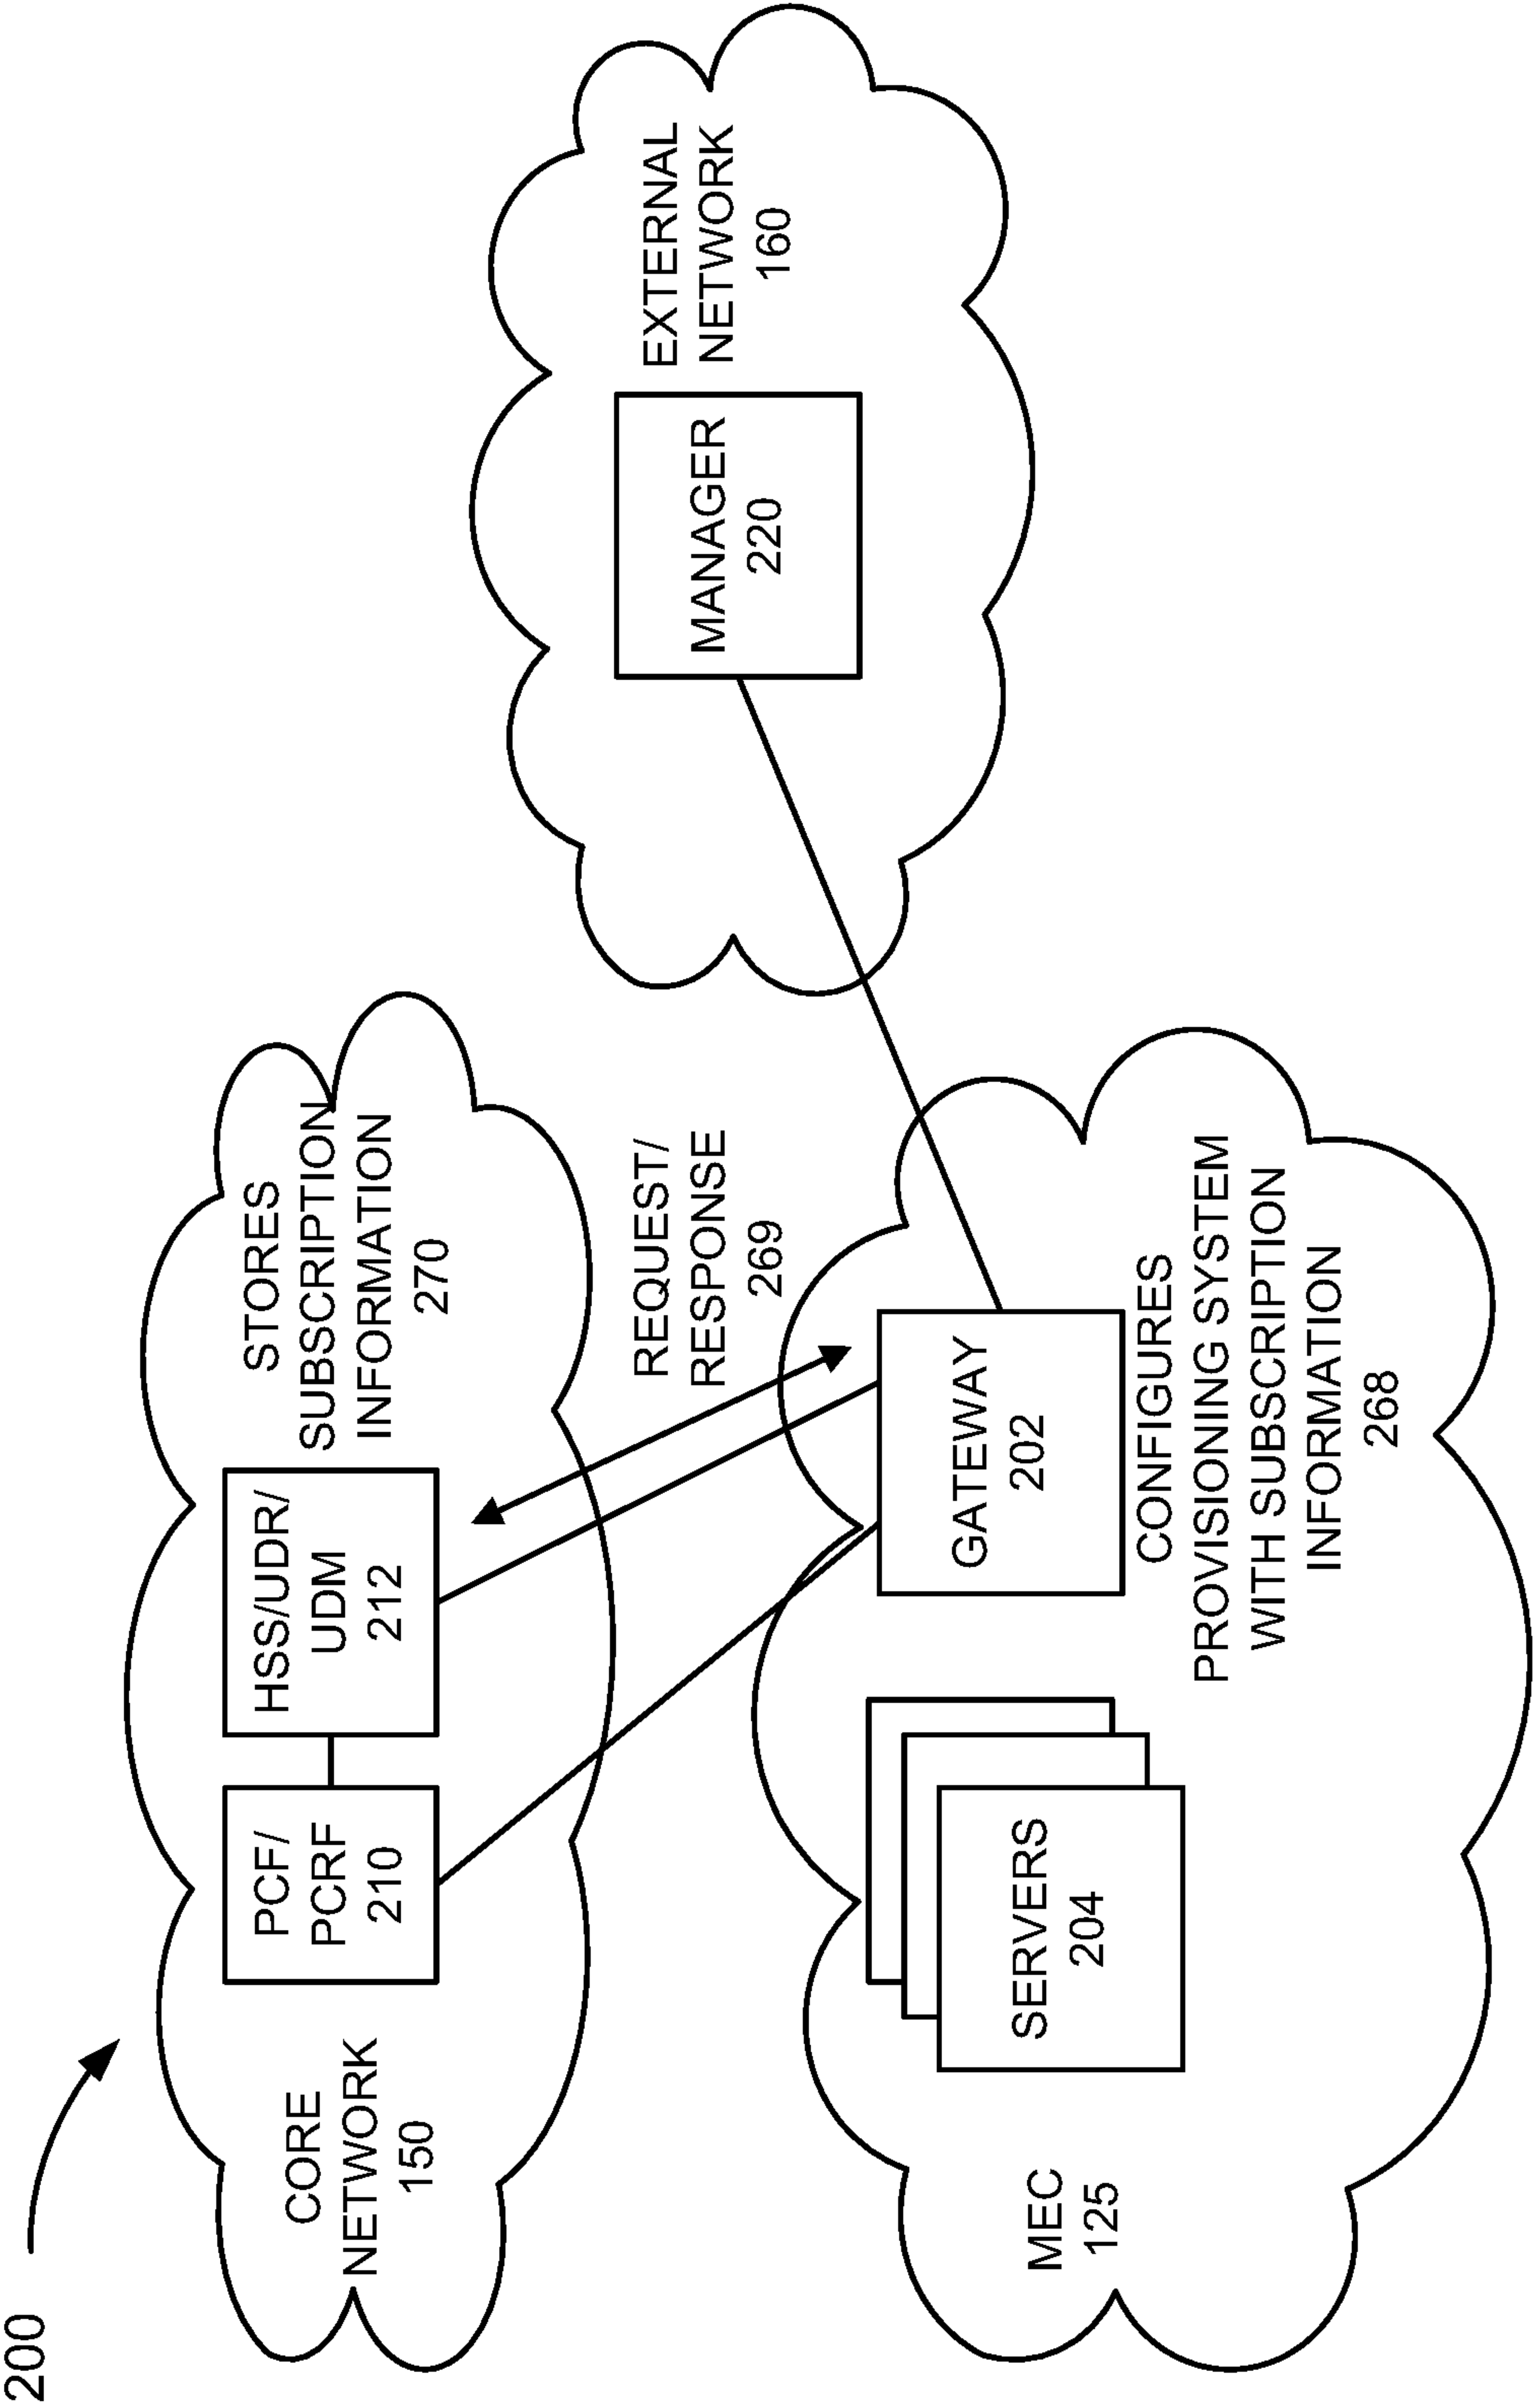 200
CORE
NETWORK
150
PCF/
PCRF
210
HSS/UDR/
UDM
212
STORES
SUBSCRIPTION
INFORMATION
270
REQUEST/
RESPONSE
269
EXTERNAL
NETWORK
160
MANAGER
220
MEC
125
SERVERS
204
GATEWAY
202
CONFIGURES
PROVISIONING SYSTEM
WITH SUBSCRIPTION
INFORMATION
268